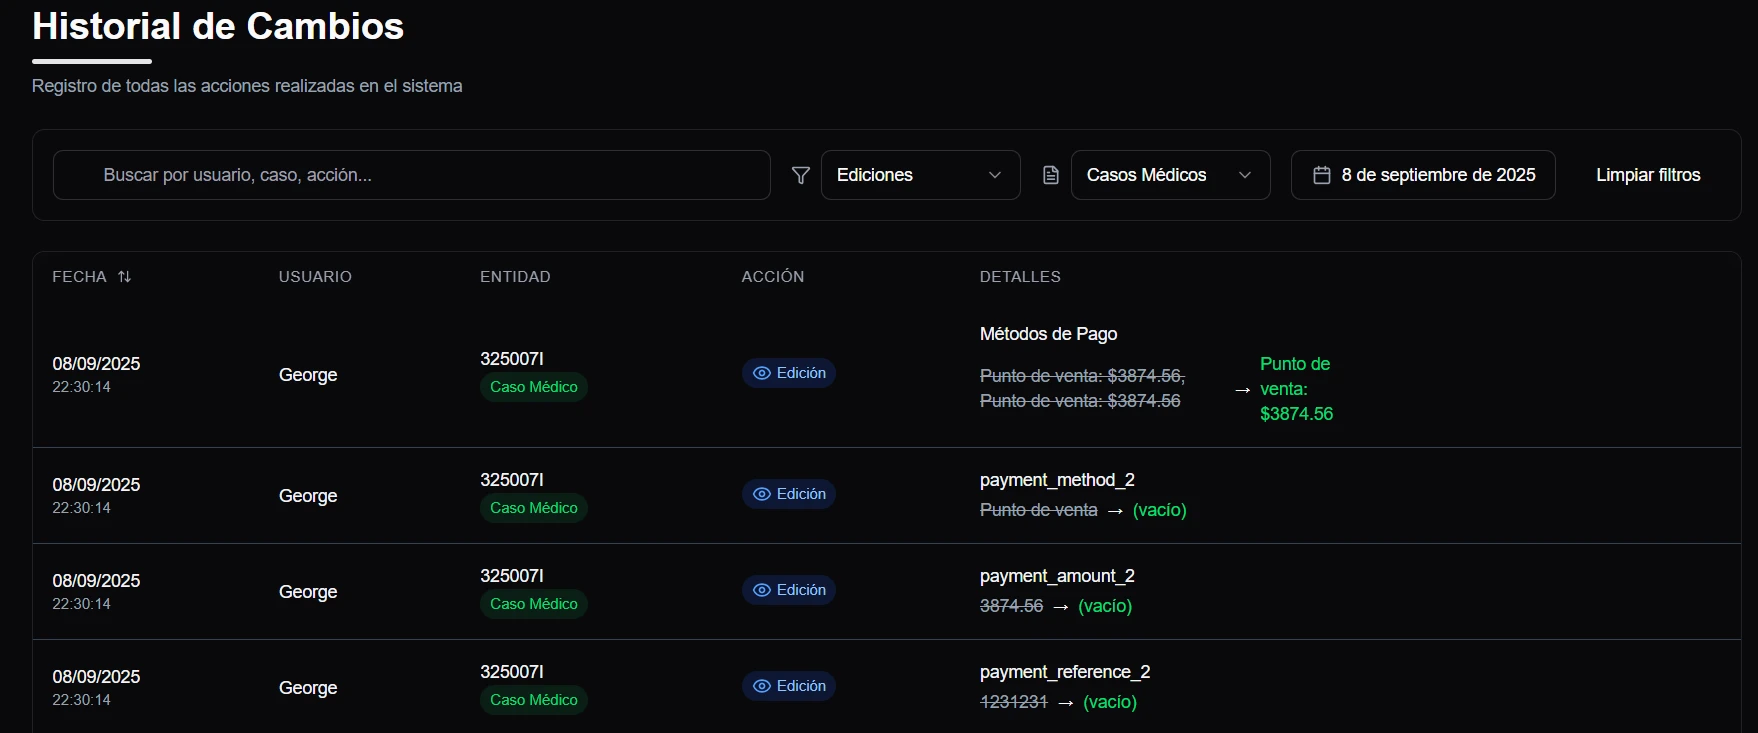 Historial de Cambios
Registro de todas las acciones realizadas en el sistema
Buscar por usuario, caso, acción...
Ediciones
Casos Médicos
8 de septiembre de 2025
Limpiar filtros
FECHA
USUARIO
ENTIDAD
ACCIÓN
DETALLES
08/09/2025
22:30:14
George
325007I
Caso Médico
Edición
Métodos de Pago
Punto de venta: $3874.56,
Punto de venta: $3874.56
→
Punto de
venta:
$3874.56
08/09/2025
22:30:14
George
325007I
Caso Médico
Edición
payment_method_2
Punto de venta → (vacío)
08/09/2025
22:30:14
George
325007I
Caso Médico
Edición
payment_amount_2
3874.56 → (vacío)
08/09/2025
22:30:14
George
325007I
Caso Médico
Edición
payment_reference_2
1231231 → (vacío)